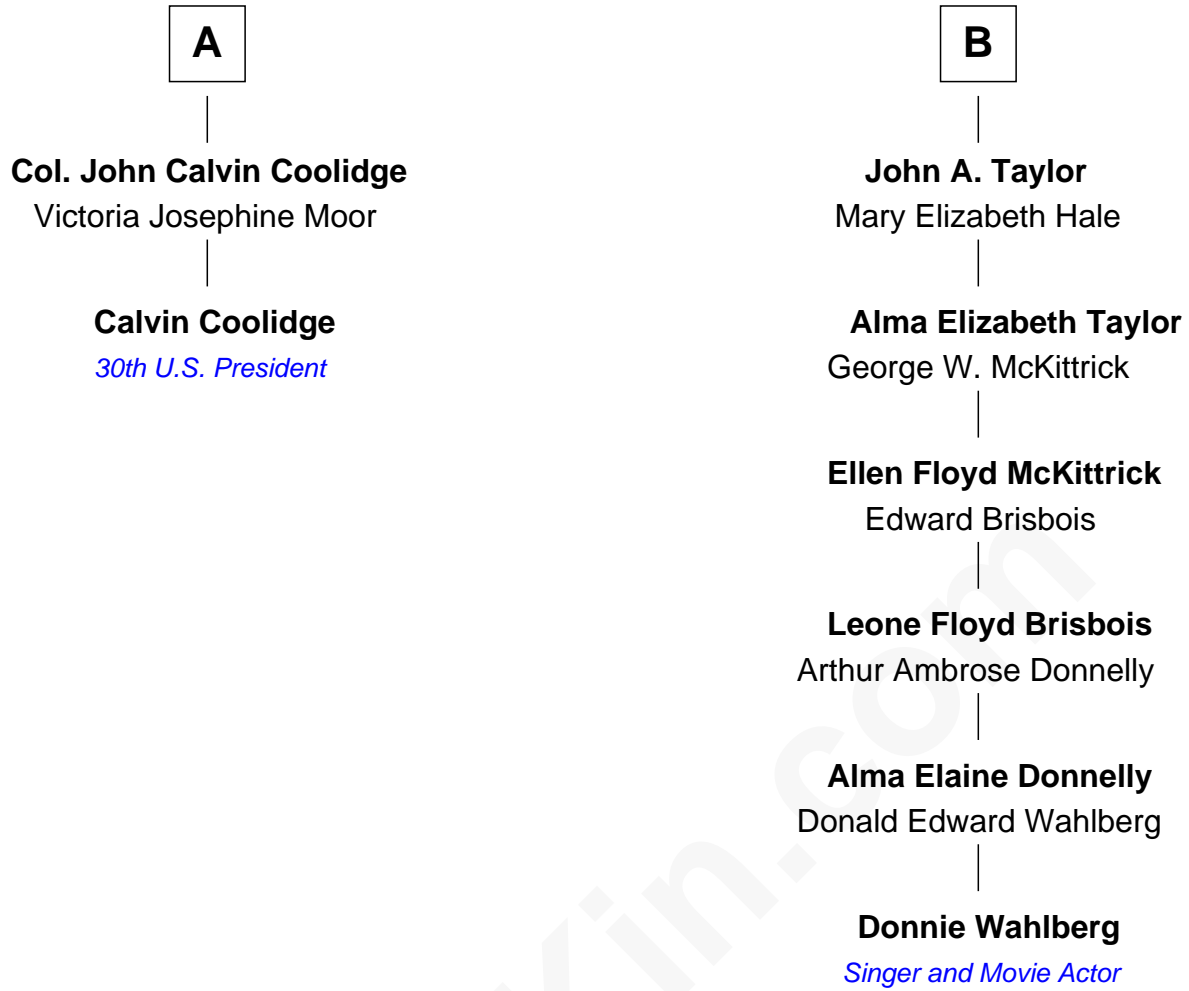 A
Col. John Calvin Coolidge
Victoria Josephine Moor
Calvin Coolidge
30th U.S. President
B
John A. Taylor
Mary Elizabeth Hale
Alma Elizabeth Taylor
George W. McKittrick
Ellen Floyd McKittrick
Edward Brisbois
Leone Floyd Brisbois
Arthur Ambrose Donnelly
Alma Elaine Donnelly
Donald Edward Wahlberg
Donnie Wahlberg
Singer and Movie Actor
Kin.com